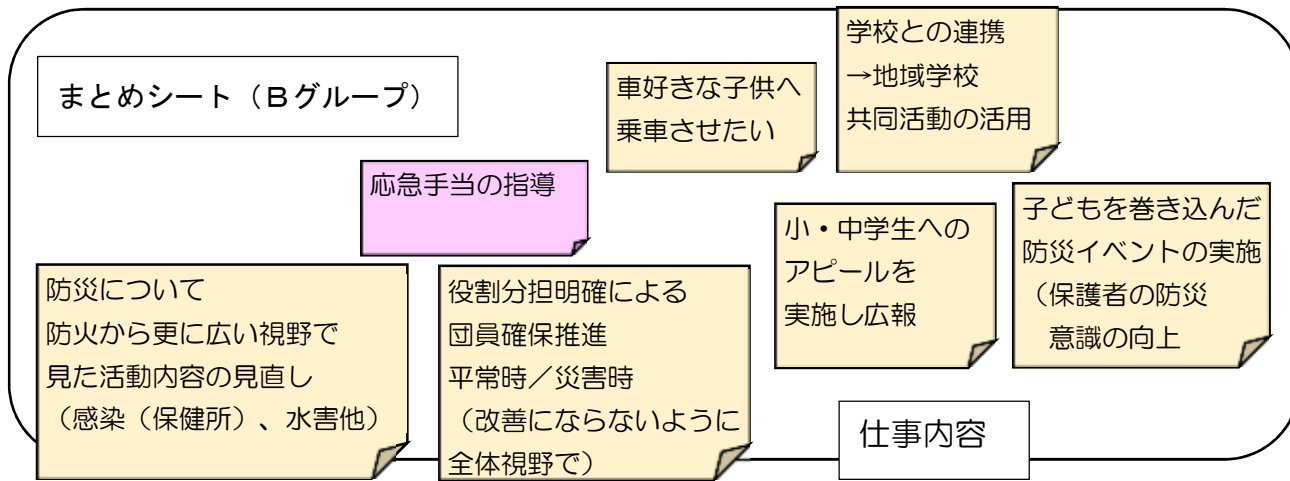 まとめシート（Ｂグループ）
車好きな子供へ
乗車させたい
学校との連携
→地域学校
共同活動の活用
応急手当の指導
小・中学生への
アピールを
実施し広報
子どもを巻き込んだ
防災イベントの実施
（保護者の防災
意識の向上
防災について
防火から更に広い視野で
見た活動内容の見直し
（感染（保健所）、水害他）
役割分担明確による
団員確保推進
平常時／災害時
（改善にならないように
全体視野で）
仕事内容